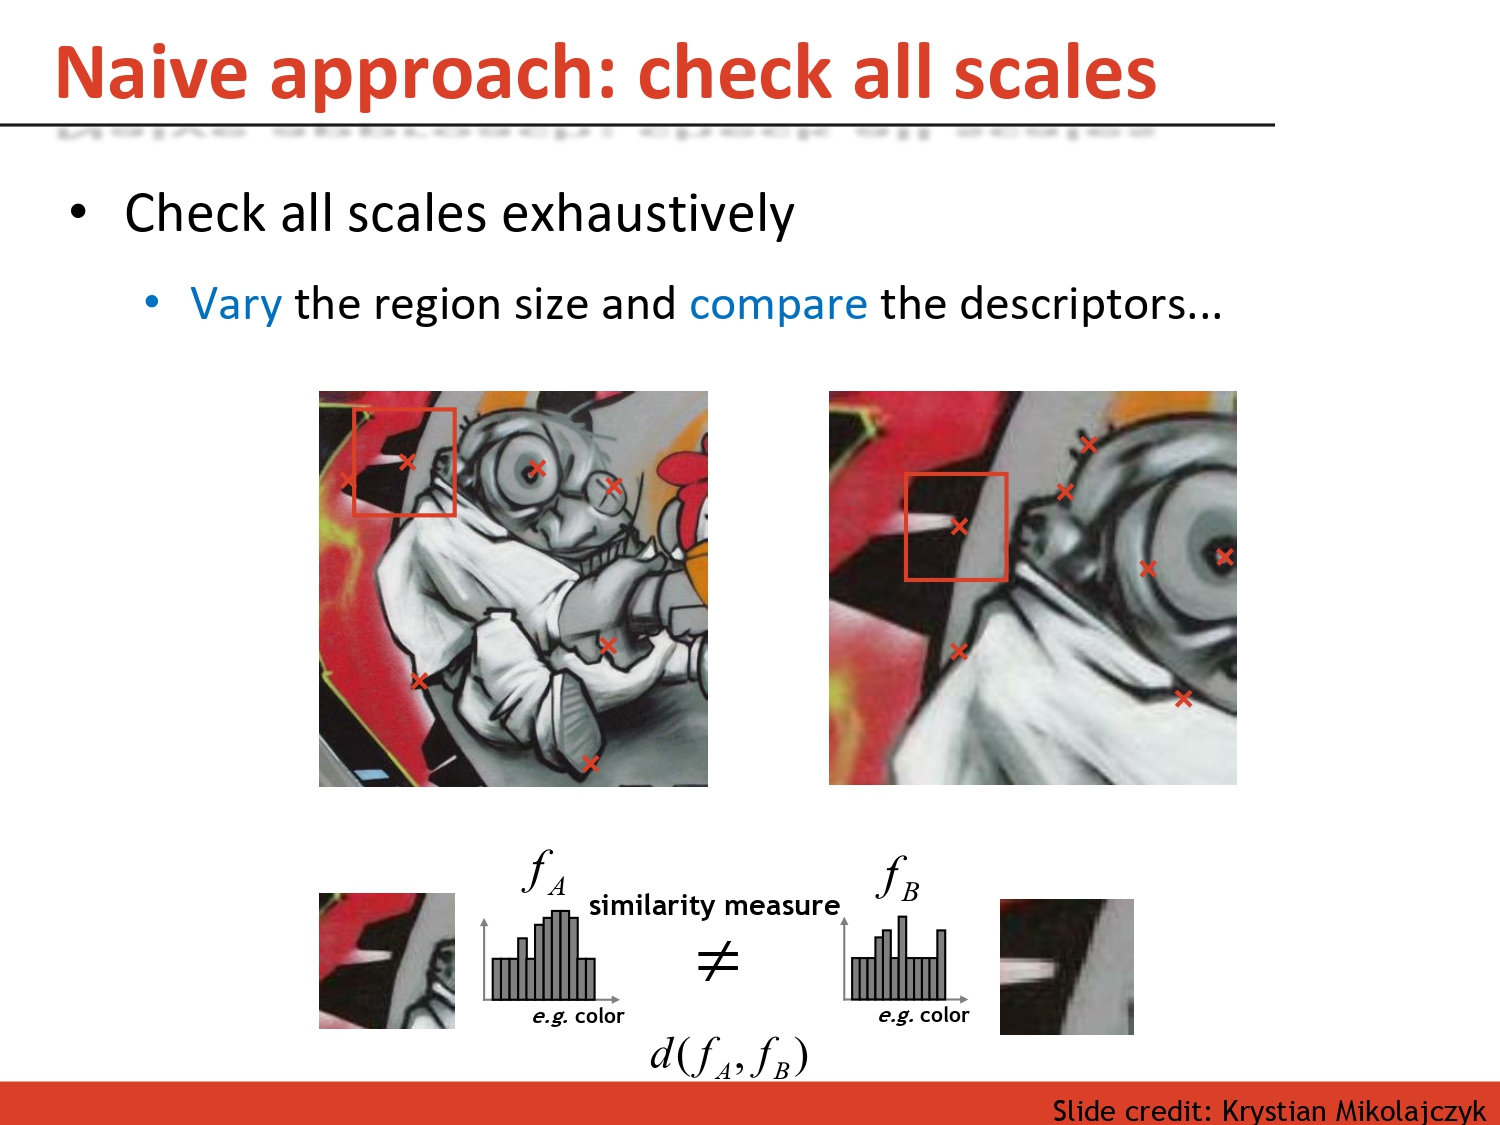 Naive approach: check all scales
• Check all scales exhaustively
• Vary the region size and compare the descriptors...
f_A
similarity measure
f_B
≠
e.g. color
e.g. color
d(f_A, f_B)
Slide credit: Krystian Mikolajczyk